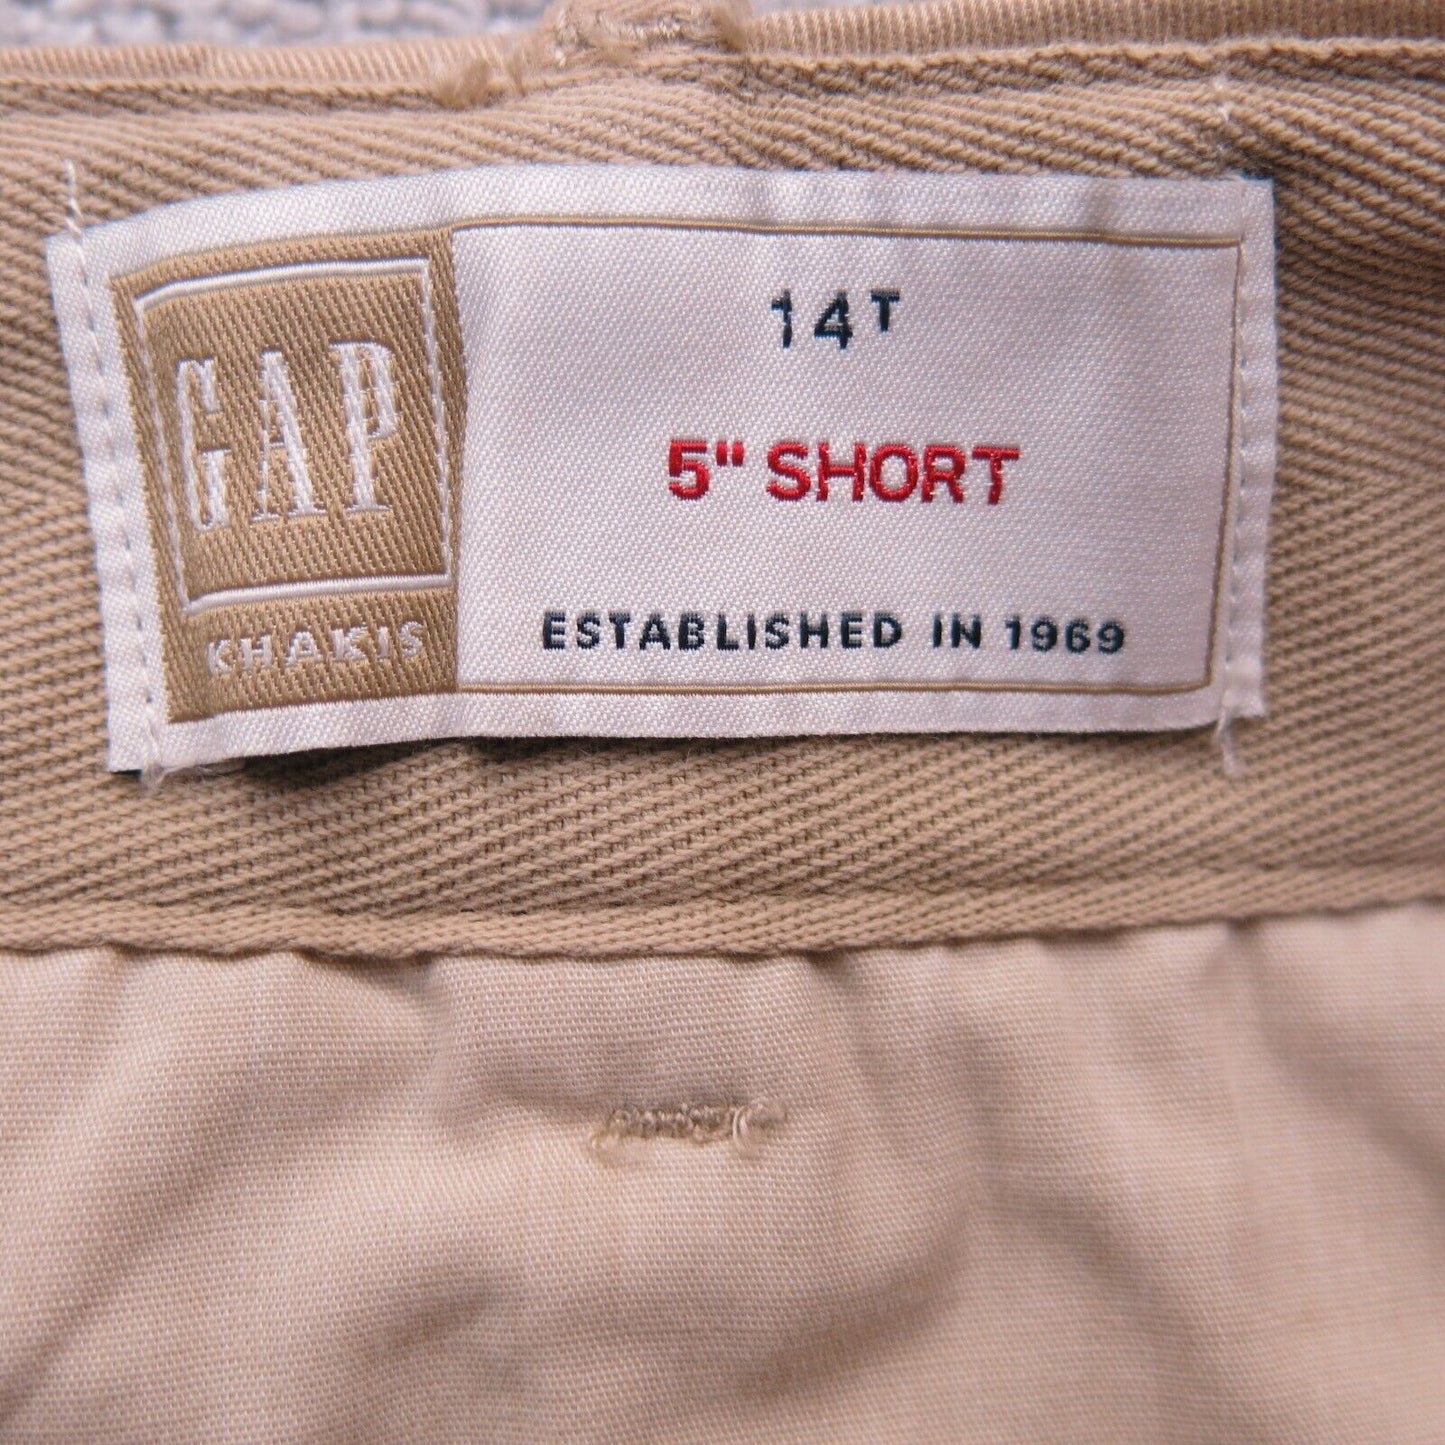 GAP
KHAKIS
14T
5" SHORT
ESTABLISHED IN 1969